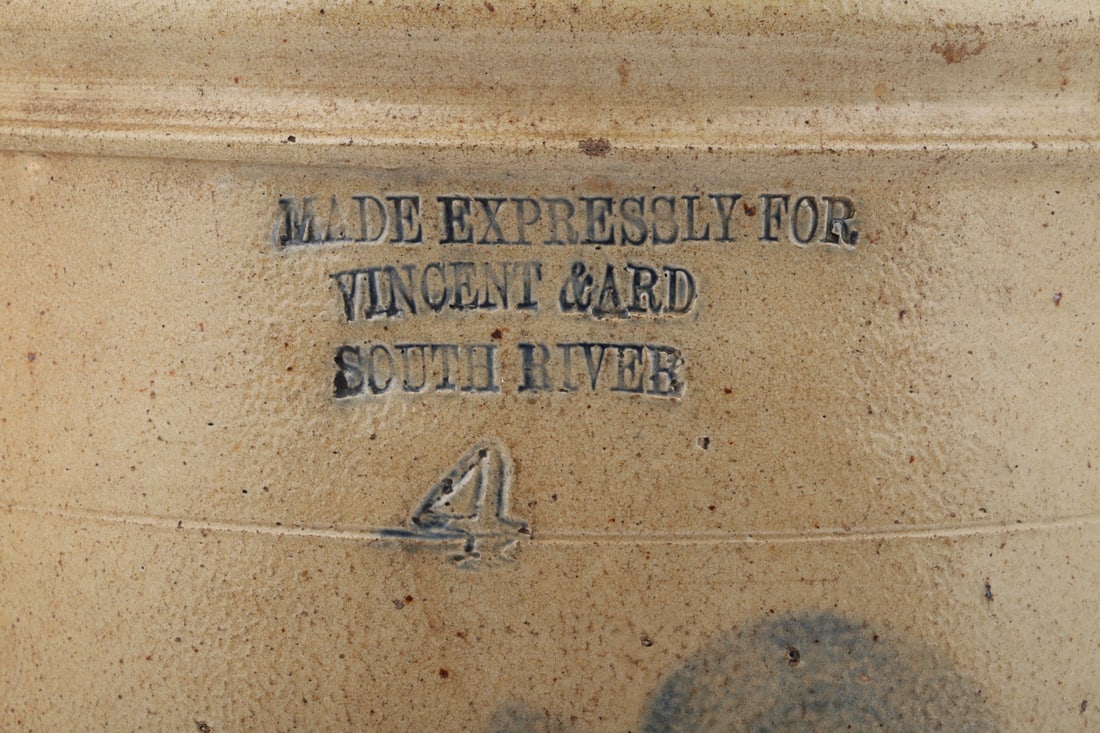 MADE EXPRESSLY FOR
VINCENT & ARD
SOUTH RIVER
4